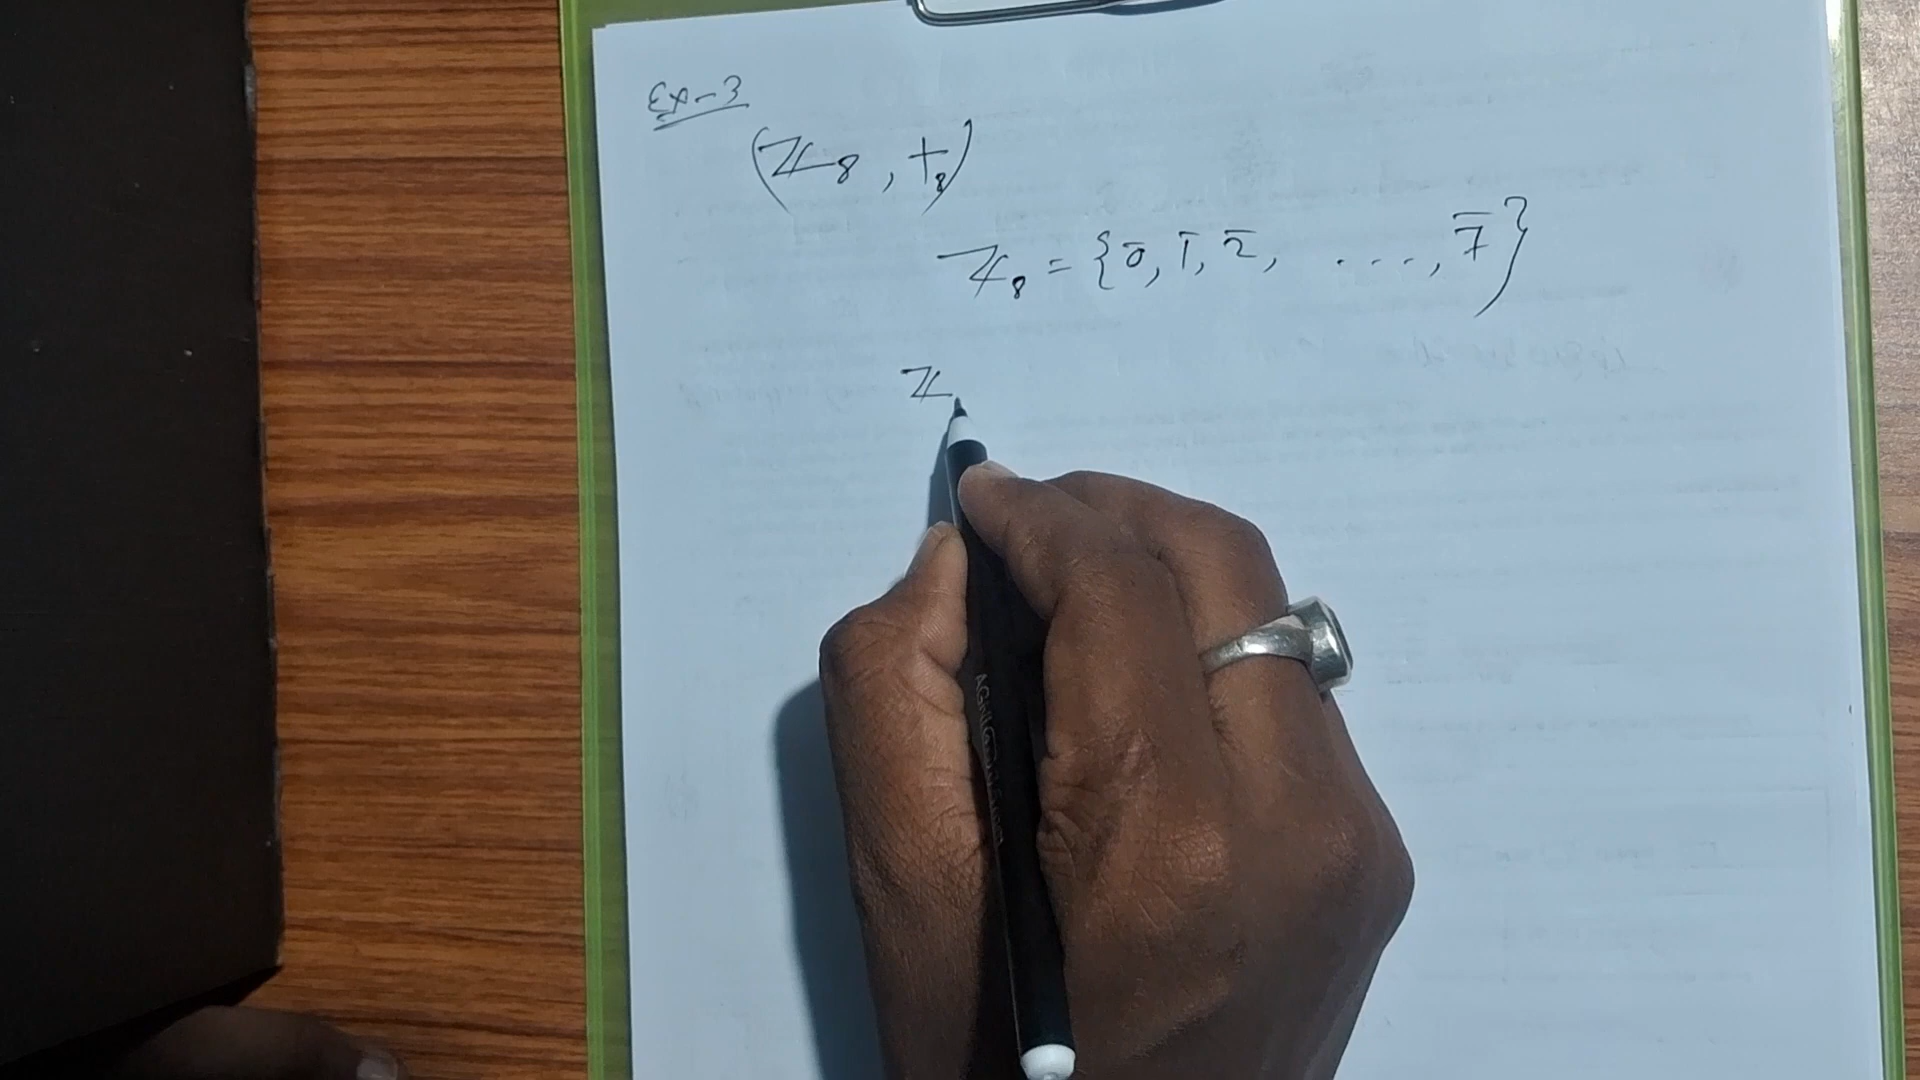 Ex-3
(ℤ₈, +₈)
ℤ₈ = {0̄, 1̄, 2̄, ...., 7̄}
ℤ